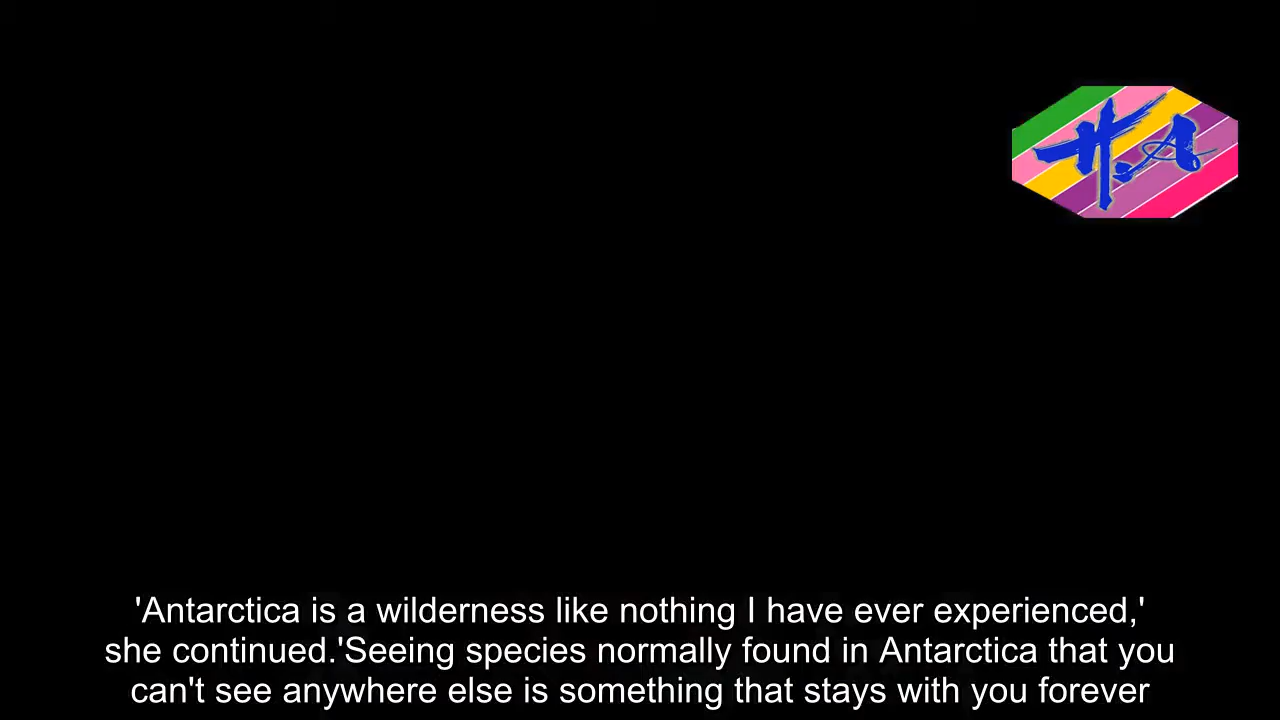 H.A
'Antarctica is a wilderness like nothing I have ever experienced,'
she continued.'Seeing species normally found in Antarctica that you
can't see anywhere else is something that stays with you forever